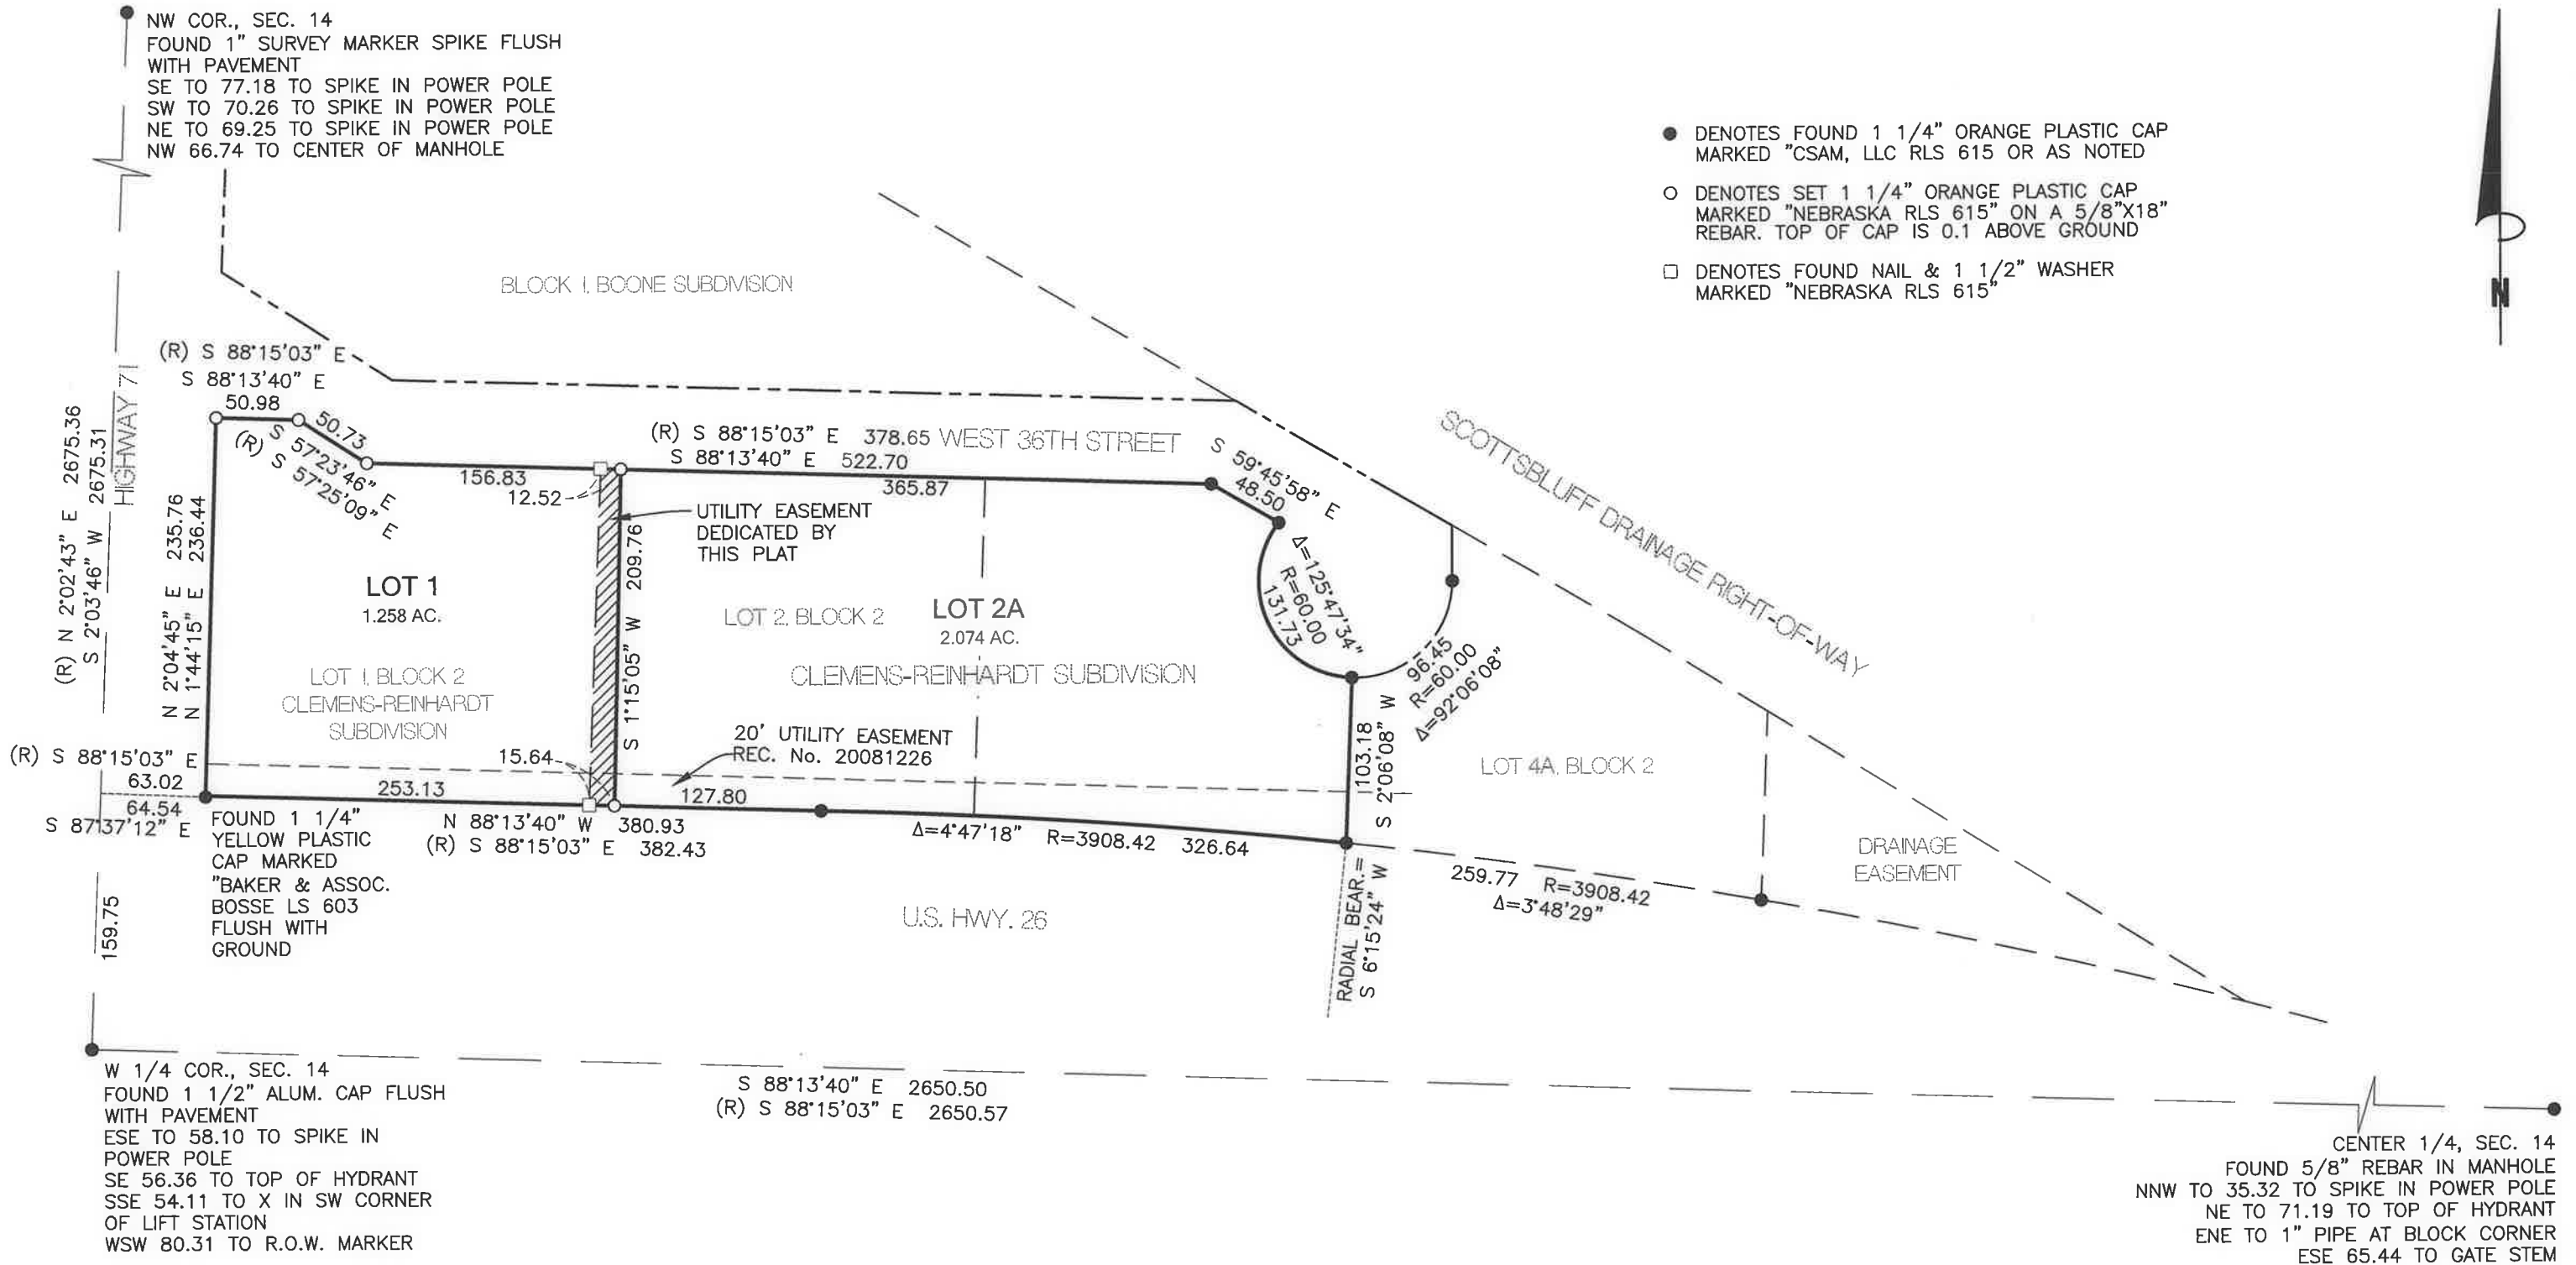 NW COR., SEC. 14
FOUND 1" SURVEY MARKER SPIKE FLUSH
WITH PAVEMENT
SE TO 77.18 TO SPIKE IN POWER POLE
SW TO 70.26 TO SPIKE IN POWER POLE
NE TO 69.25 TO SPIKE IN POWER POLE
NW 66.74 TO CENTER OF MANHOLE
DENOTES FOUND 1 1/4" ORANGE PLASTIC CAP
MARKED "CSAM, LLC RLS 615 OR AS NOTED
DENOTES SET 1 1/4" ORANGE PLASTIC CAP
MARKED "NEBRASKA RLS 615" ON A 5/8"X18"
REBAR. TOP OF CAP IS 0.1 ABOVE GROUND
DENOTES FOUND NAIL & 1 1/2" WASHER
MARKED "NEBRASKA RLS 615"
N
BLOCK 1, BOONE SUBDIVISION
(R) S 88°15'03" E
S 88°13'40" E
50.98
50.73
S 57°23'46" E
(R) S 57°25'09" E
(R) N 2°02'43" E 2675.36
S 2°03'46" W 2675.31
HIGHWAY 71
(R) S 88°15'03" E 378.65
WEST 36TH STREET
S 88°13'40" E 522.70
156.83
12.52
365.87
S 59°45'58" E
48.50
SCOTTSBLUFF DRAINAGE RIGHT-OF-WAY
UTILITY EASEMENT
DEDICATED BY
THIS PLAT
N 2°04'45" E 235.76
N 1°44'15" E 236.44
S 1°15'05" W 209.76
LOT 1
1.258 AC.
LOT 2, BLOCK 2
LOT 2A
2.074 AC.
CLEMENS-REINHARDT SUBDIVISION
Δ=125°47'34"
R=60.00
131.73
96.45
R=60.00
Δ=92°06'08"
LOT 1, BLOCK 2
CLEMENS-REINHARDT
SUBDIVISION
20' UTILITY EASEMENT
REC. No. 20081226
103.18
S 2°06'08" W
LOT 4A, BLOCK 2
DRAINAGE
EASEMENT
(R) S 88°15'03" E
63.02
64.54
S 87°37'12" E
15.64
253.13
127.80
N 88°13'40" W 380.93
(R) S 88°15'03" E 382.43
Δ=4°47'18" R=3908.42 326.64
259.77 R=3908.42
Δ=3°48'29"
FOUND 1 1/4"
YELLOW PLASTIC
CAP MARKED
"BAKER & ASSOC.
BOSSE LS 603
FLUSH WITH
GROUND
159.75
U.S. HWY. 26
RADIAL BEAR.=
S 6°15'24" W
W 1/4 COR., SEC. 14
FOUND 1 1/2" ALUM. CAP FLUSH
WITH PAVEMENT
ESE TO 58.10 TO SPIKE IN
POWER POLE
SE 56.36 TO TOP OF HYDRANT
SSE 54.11 TO X IN SW CORNER
OF LIFT STATION
WSW 80.31 TO R.O.W. MARKER
S 88°13'40" E 2650.50
(R) S 88°15'03" E 2650.57
CENTER 1/4, SEC. 14
FOUND 5/8" REBAR IN MANHOLE
NNW TO 35.32 TO SPIKE IN POWER POLE
NE TO 71.19 TO TOP OF HYDRANT
ENE TO 1" PIPE AT BLOCK CORNER
ESE 65.44 TO GATE STEM